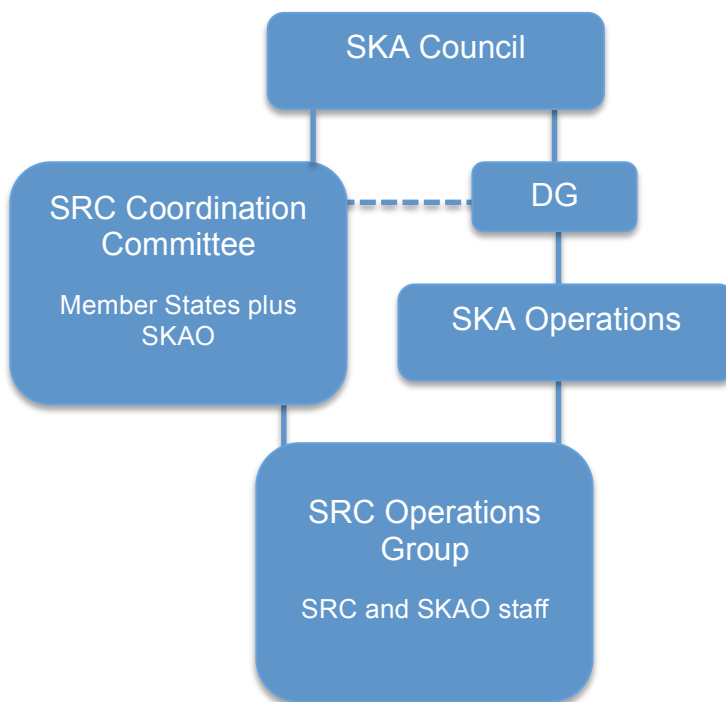 SKA Council
SRC Coordination
Committee
Member States plus
SKAO
DG
SKA Operations
SRC Operations
Group
SRC and SKAO staff